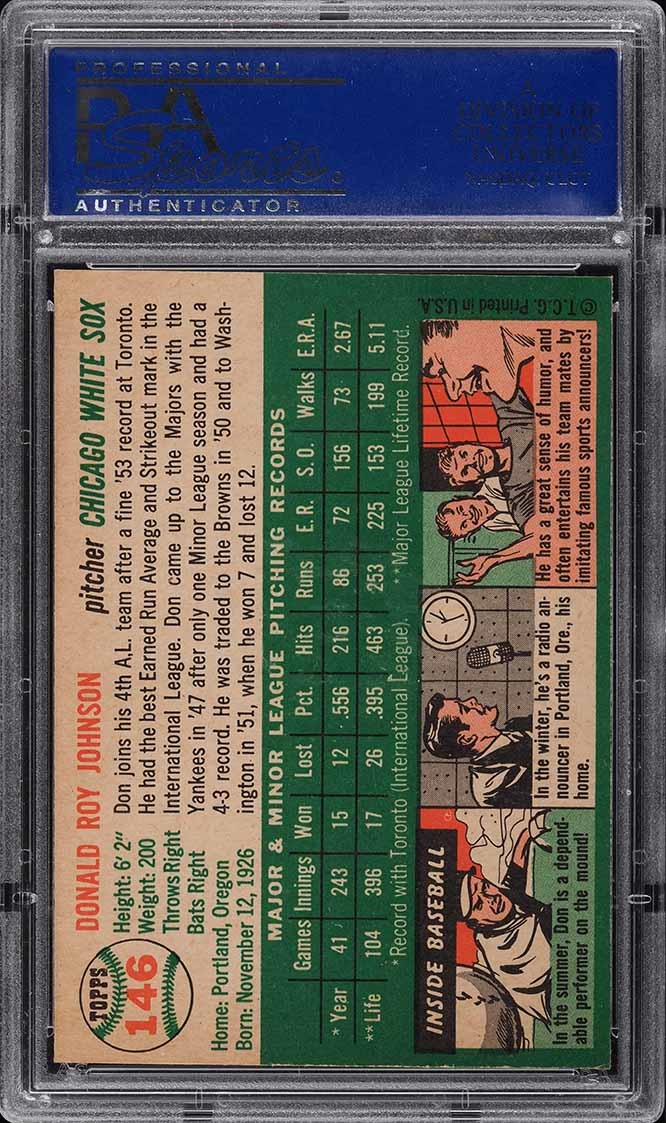 PROFESSIONAL
PSA
Sports
AUTHENTICATOR
A
DIVISION OF
COLLECTORS
UNIVERSE
NASDAQ: CLCT
TOPPS
146
DONALD ROY JOHNSON
pitcher CHICAGO WHITE SOX
Height: 6' 2"
Weight: 200
Throws Right
Bats Right
Home: Portland, Oregon
Born: November 12, 1926
Don joins his 4th A.L. team after a fine '53 record at Toronto.
He had the best Earned Run Average and Strikeout mark in the
International League. Don came up to the Majors with the
Yankees in '47 after only one Minor League season and had a
4-3 record. He was traded to the Browns in '50 and to Wash-
ington in '51, when he won 7 and lost 12.
MAJOR & MINOR LEAGUE PITCHING RECORDS
Games Innings Won Lost Pct. Hits Runs E.R. S.O. Walks E.R.A.
* Year 41 243 15 12 .556 216 86 72 156 73 2.67
**Life 104 396 17 26 .395 463 253 225 153 199 5.11
*Record with Toronto (International League). **Major League Lifetime Record.
INSIDE BASEBALL
In the summer, Don is a depend-
able performer on the mound!
In the winter, he's a radio an-
nouncer in Portland, Ore., his
home.
He has a great sense of humor, and
often entertains his team mates by
imitating famous sports announcers!
©T.C.G. Printed in U.S.A.